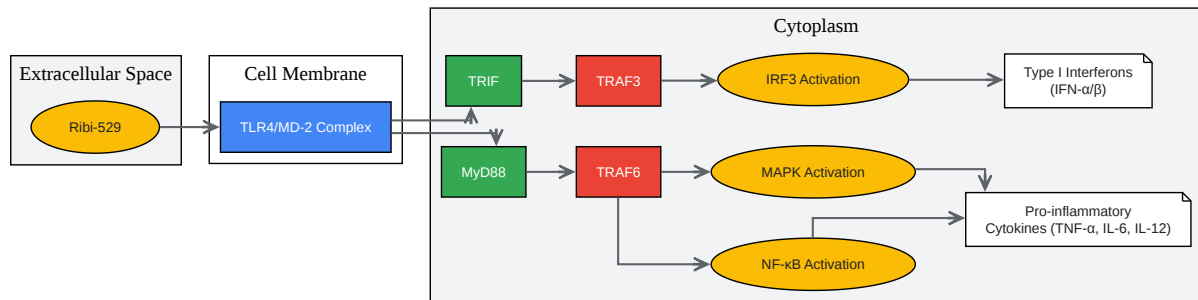 Cytoplasm
Extracellular Space
Cell Membrane
Ribi-529
TLR4/MD-2 Complex
TRIF
TRAF3
IRF3 Activation
Type I Interferons
(IFN-α/β)
MyD88
TRAF6
MAPK Activation
Pro-inflammatory
Cytokines (TNF-α, IL-6, IL-12)
NF-κB Activation